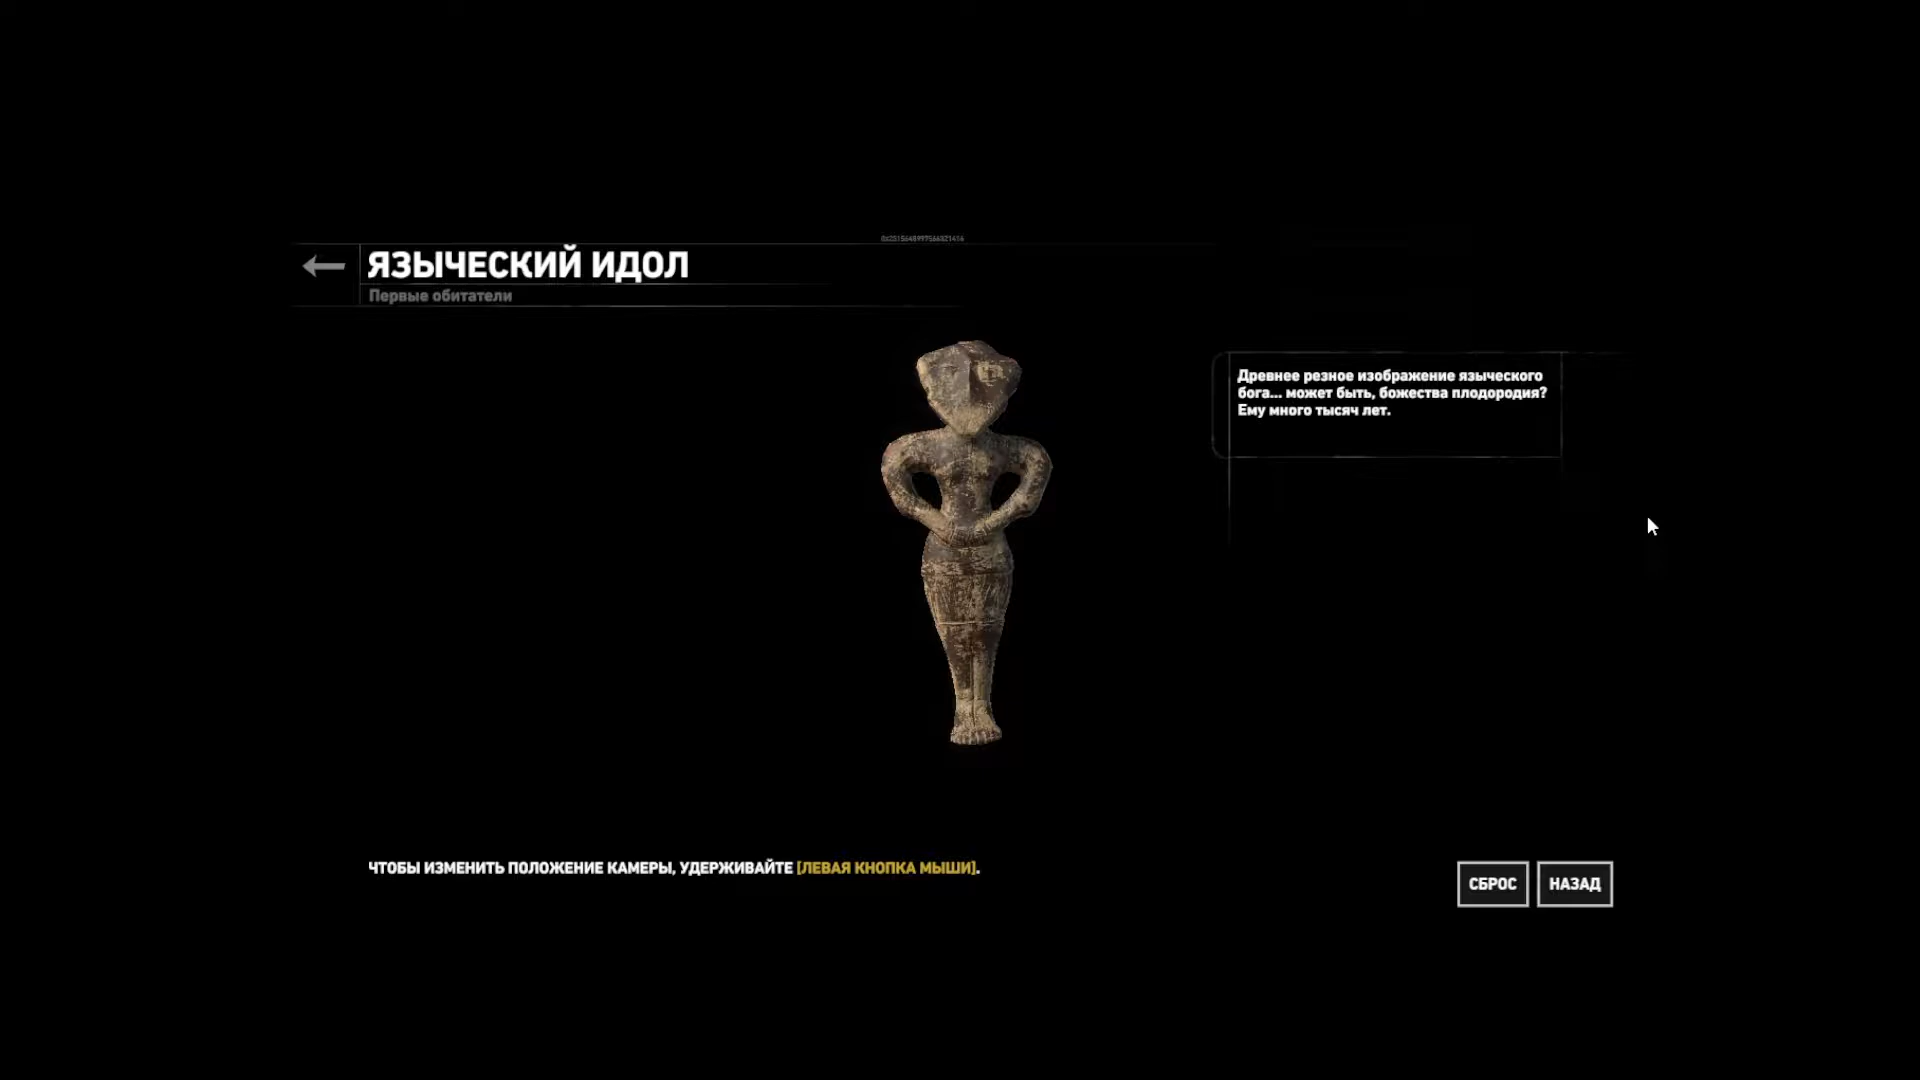 ЯЗЫЧЕСКИЙ ИДОЛ
Первые обитатели
Древнее резное изображение языческого
бога... может быть, божества плодородия?
Ему много тысяч лет.
ЧТОБЫ ИЗМЕНИТЬ ПОЛОЖЕНИЕ КАМЕРЫ, УДЕРЖИВАЙТЕ [ЛЕВАЯ КНОПКА МЫШИ].
СБРОС
НАЗАД